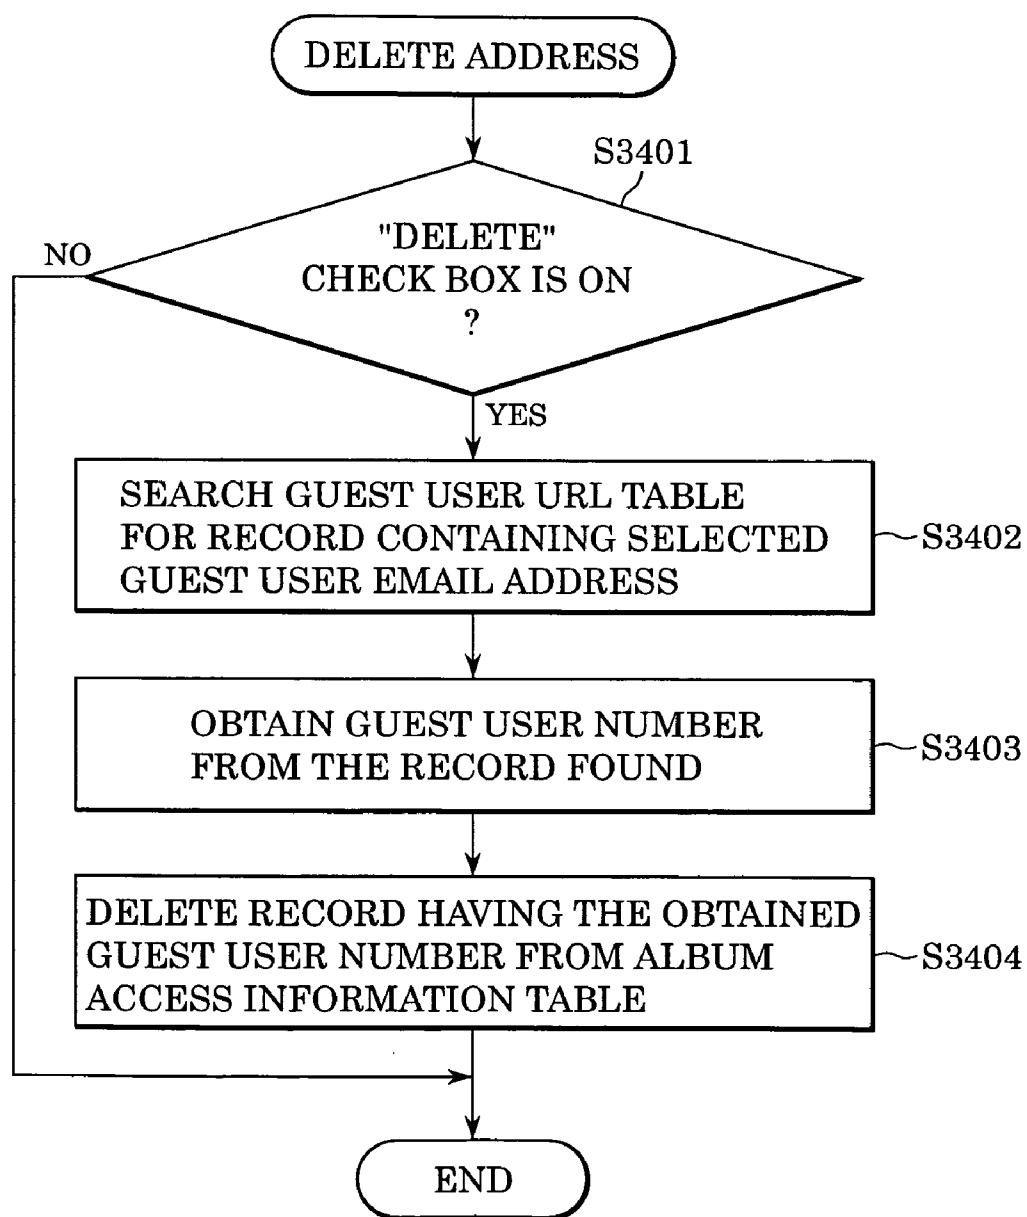 DELETE ADDRESS
S3401
"DELETE"
CHECK BOX IS ON
?
NO
YES
SEARCH GUEST USER URL TABLE
FOR RECORD CONTAINING SELECTED
GUEST USER EMAIL ADDRESS
S3402
OBTAIN GUEST USER NUMBER
FROM THE RECORD FOUND
S3403
DELETE RECORD HAVING THE OBTAINED
GUEST USER NUMBER FROM ALBUM
ACCESS INFORMATION TABLE
S3404
END